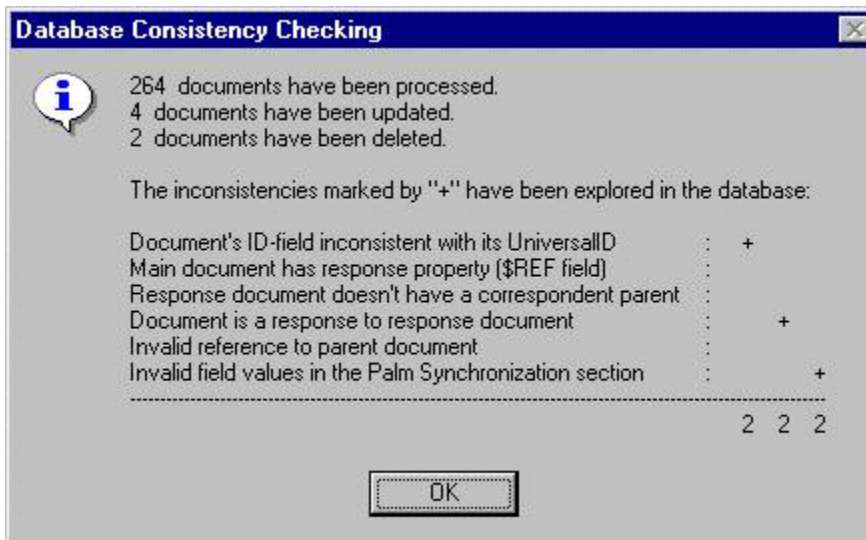 Database Consistency Checking
264 documents have been processed.
4 documents have been updated.
2 documents have been deleted.
The inconsistencies marked by "+" have been explored in the database:
Document's ID-field inconsistent with its UniversalID : +
Main document has response property ($REF field) :
Response document doesn't have a correspondent parent :
Document is a response to response document : +
Invalid reference to parent document :
Invalid field values in the Palm Synchronization section : +
--------------------------------------------------------------------------------
2 2 2
OK